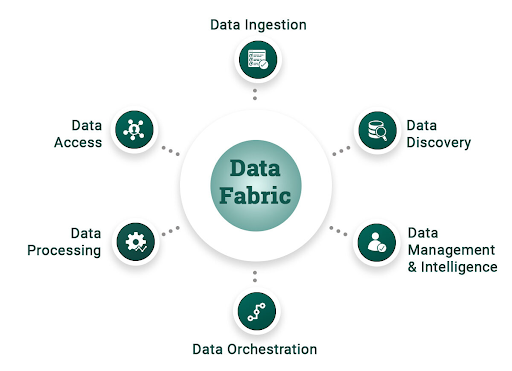 Data Ingestion
Data
Access
Data
Discovery
Data
Fabric
Data
Processing
Data
Management
& Intelligence
Data Orchestration